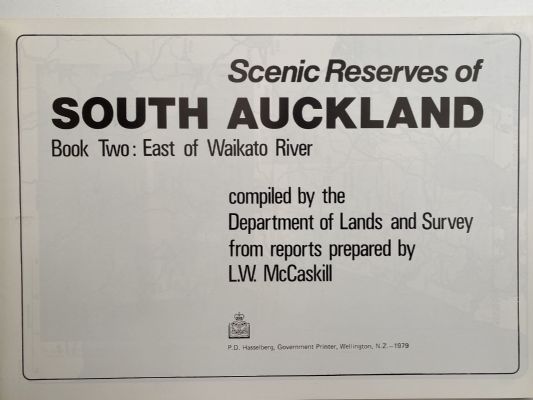 Scenic Reserves of
SOUTH AUCKLAND
Book Two: East of Waikato River
compiled by the
Department of Lands and Survey
from reports prepared by
L.W. McCaskill
P.D. Hasselberg, Government Printer, Wellington, N.Z.–1979